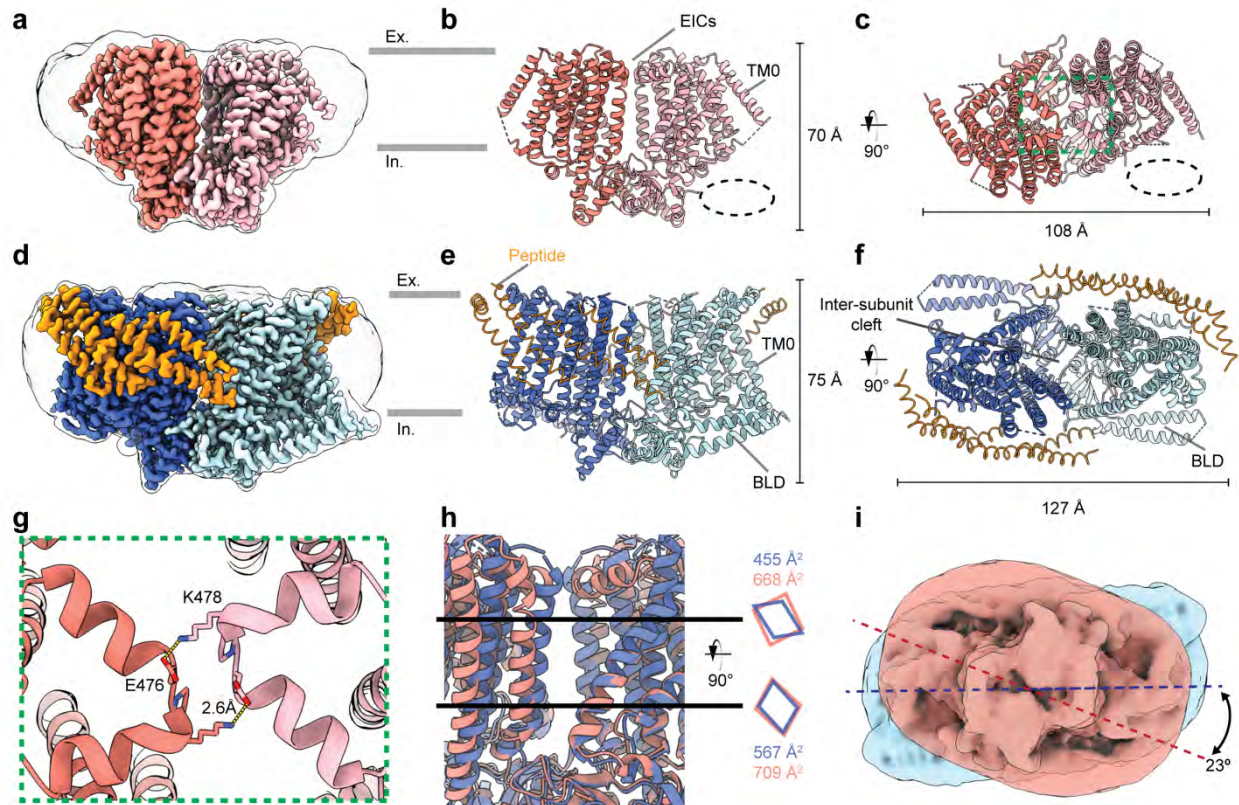 a
Ex.
In.
b
EICs
TM0
70 Å
90°
c
108 Å
d
Ex.
In.
e
Peptide
TM0
BLD
75 Å
90°
f
Inter-subunit
cleft
BLD
127 Å
g
K478
E476
2.6Å
h
455 Å²
668 Å²
90°
567 Å²
709 Å²
i
23°